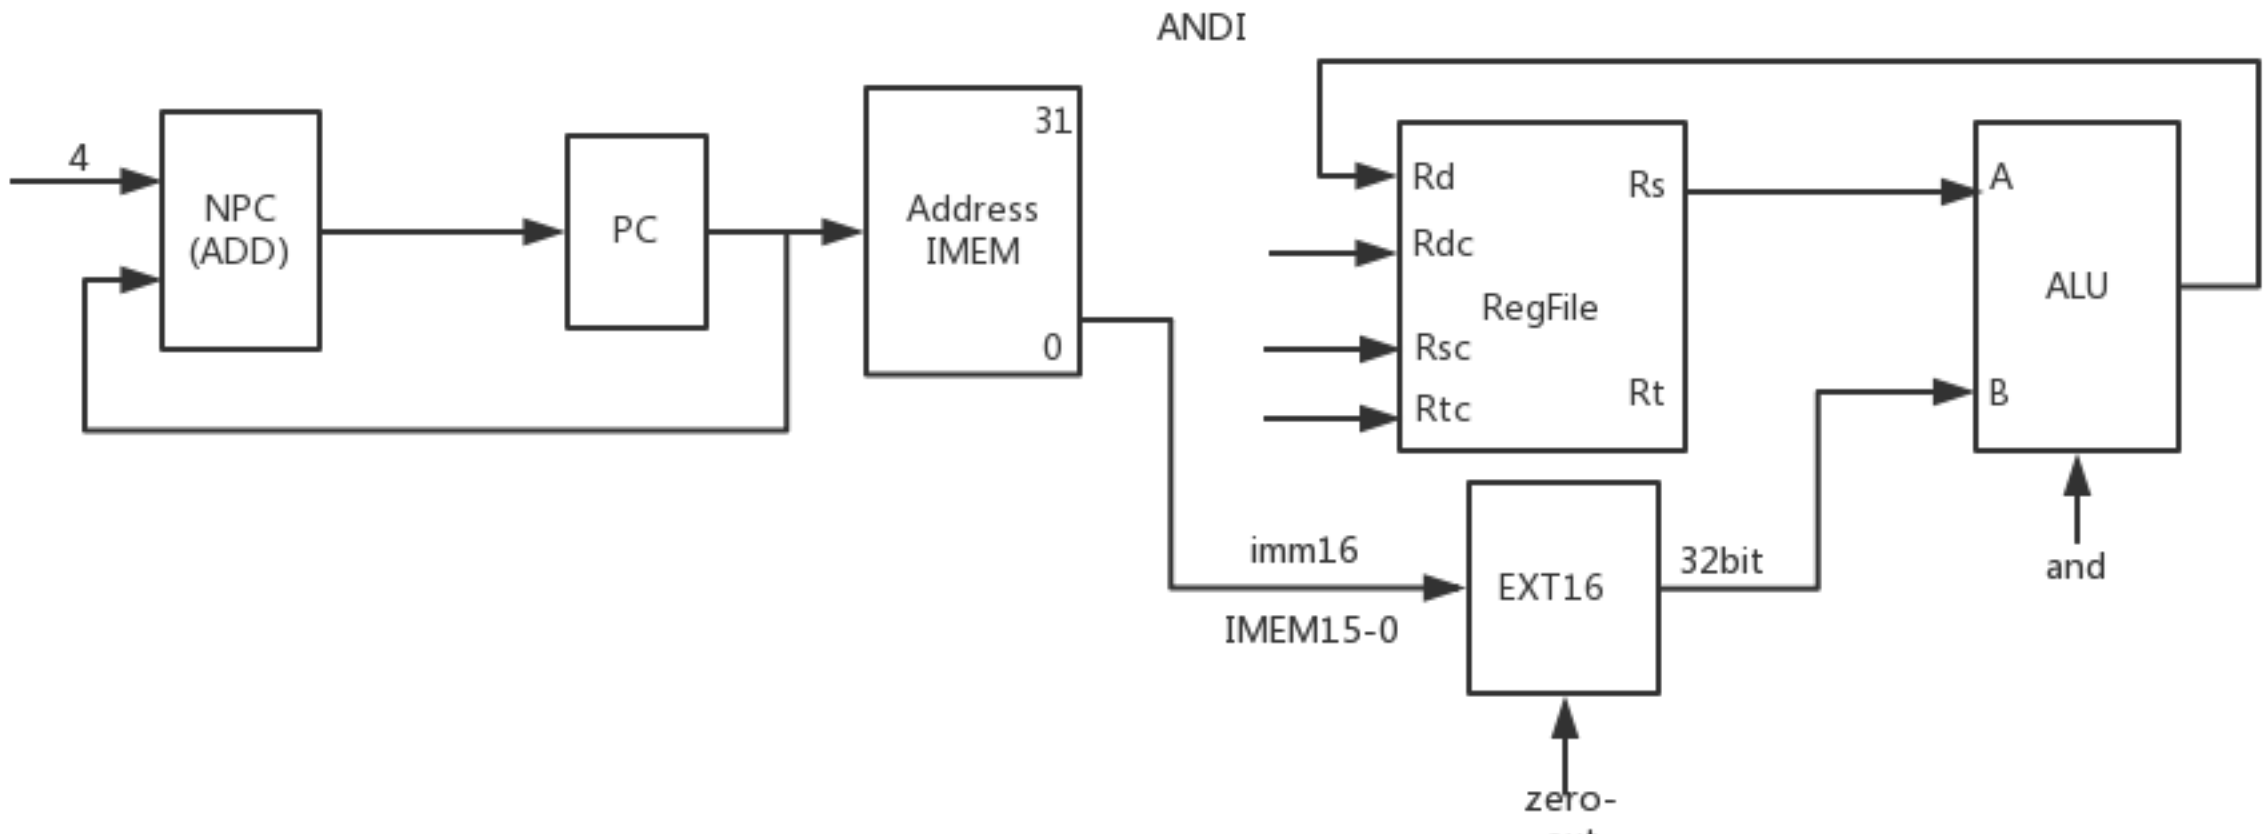 ANDI
4
NPC
(ADD)
PC
31
Address
IMEM
0
Rd
Rs
Rdc
RegFile
Rsc
Rt
Rtc
A
ALU
B
and
imm16
IMEM15-0
EXT16
32bit
zero-